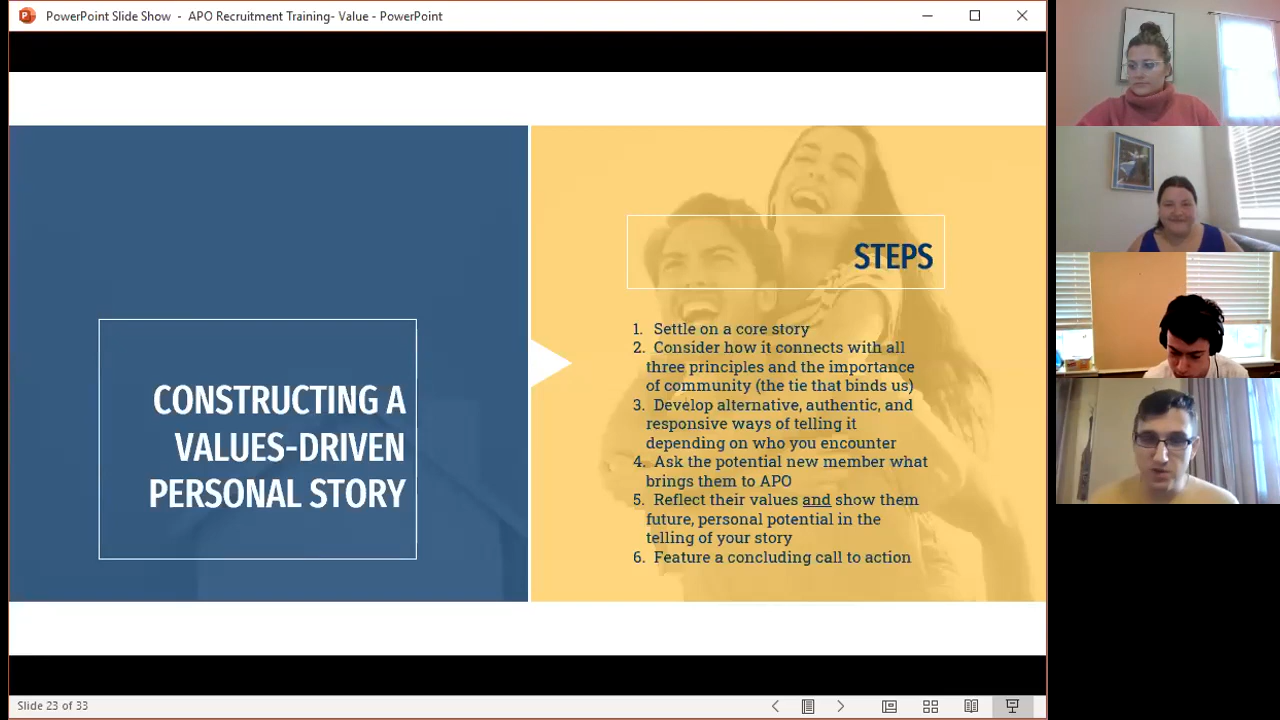 PowerPoint Slide Show - APO Recruitment Training- Value - PowerPoint
CONSTRUCTING A
VALUES-DRIVEN
PERSONAL STORY
STEPS
1. Settle on a core story
2. Consider how it connects with all
three principles and the importance
of community (the tie that binds us)
3. Develop alternative, authentic, and
responsive ways of telling it
depending on who you encounter
4. Ask the potential new member what
brings them to APO
5. Reflect their values and show them
future, personal potential in the
telling of your story
6. Feature a concluding call to action
Slide 23 of 33